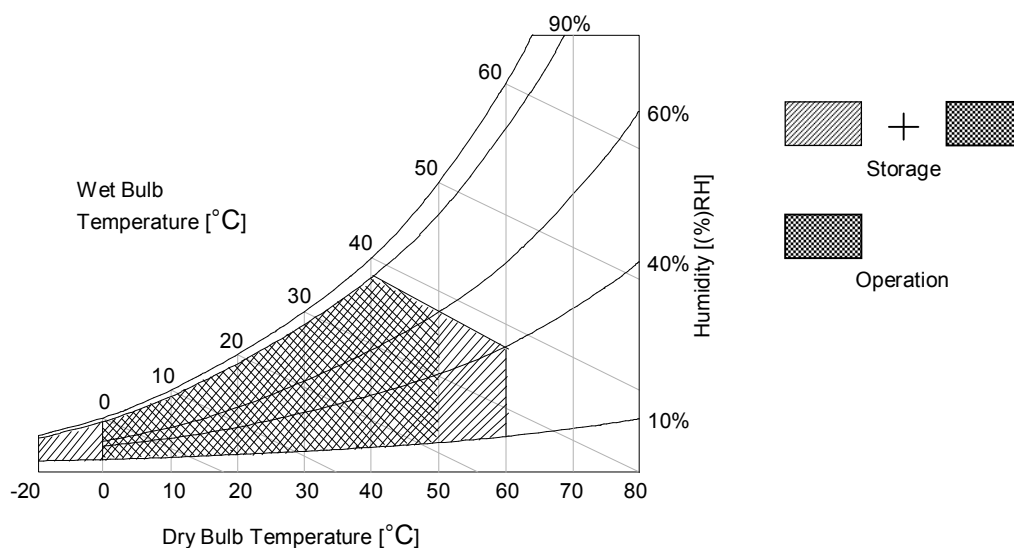 90%
60
60%
50
Wet Bulb
Temperature [°C]
40
30
20
10
0
40%
10%
Humidity [(%)RH]
-20 0 10 20 30 40 50 60 70 80
Dry Bulb Temperature [°C]
+
Storage
Operation